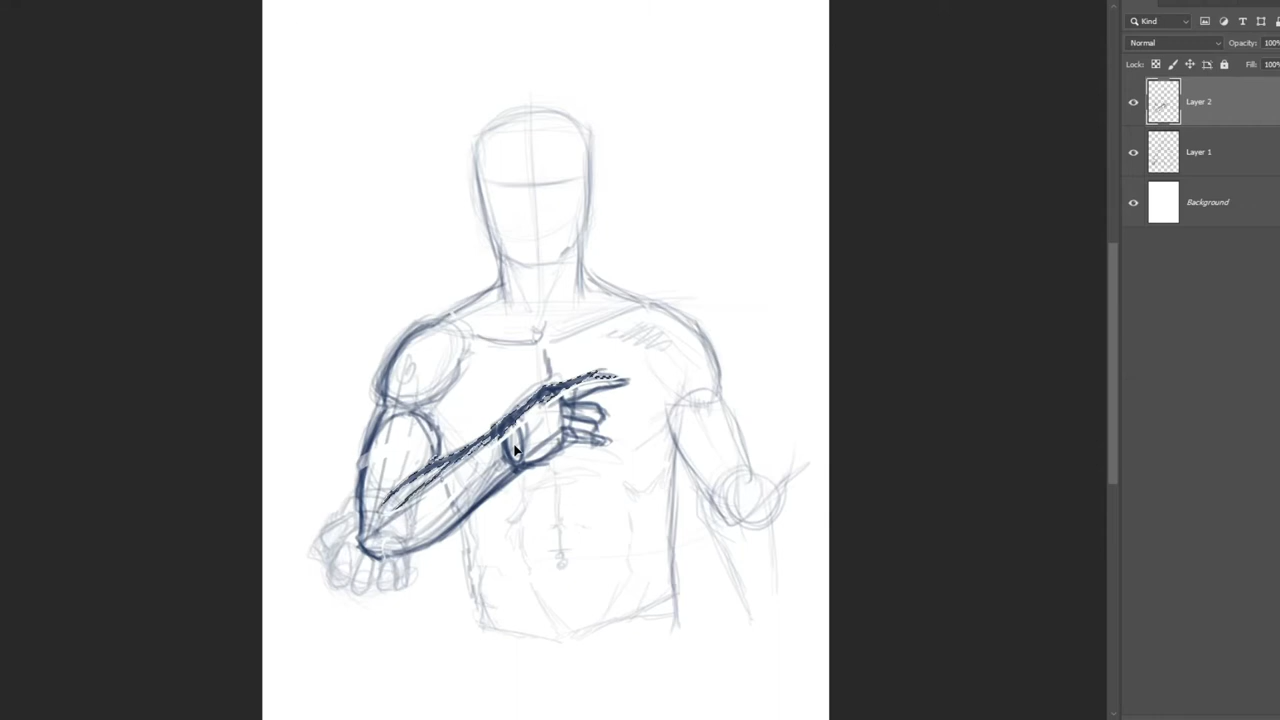 Kind
Normal Opacity: 100%
Lock: Fill: 100%
Layer 2
Layer 1
Background